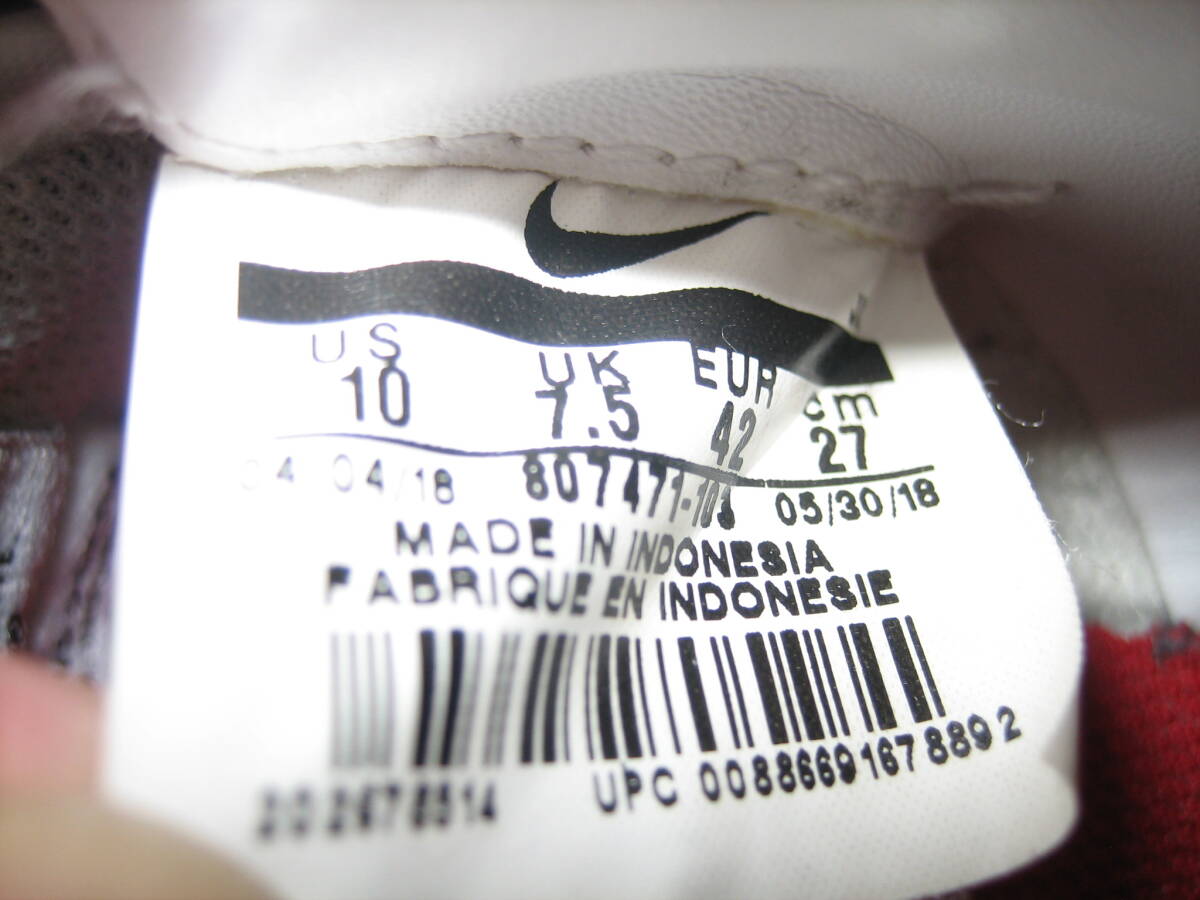 US UK EUR cm
10 7.5 42 27
04/18 807471-103 05/30/18
MADE IN INDONESIA
FABRIQUE EN INDONESIE
UPC 00886691678892